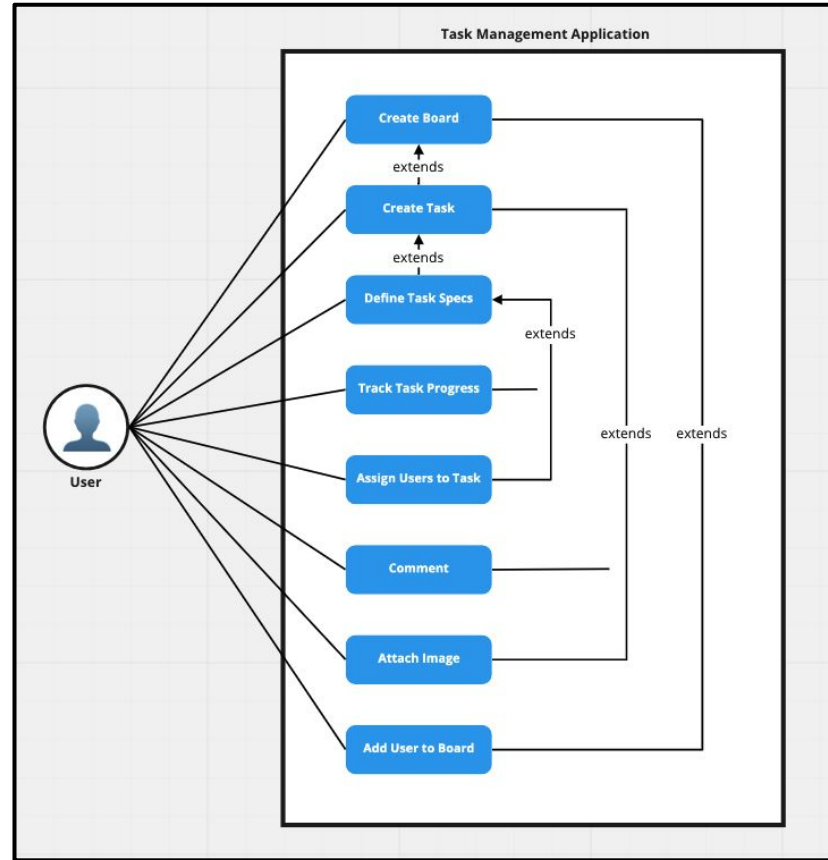 Task Management Application
Create Board
extends
Create Task
extends
Define Task Specs
extends
Track Task Progress
extends
extends
User
Assign Users to Task
Comment
Attach Image
Add User to Board